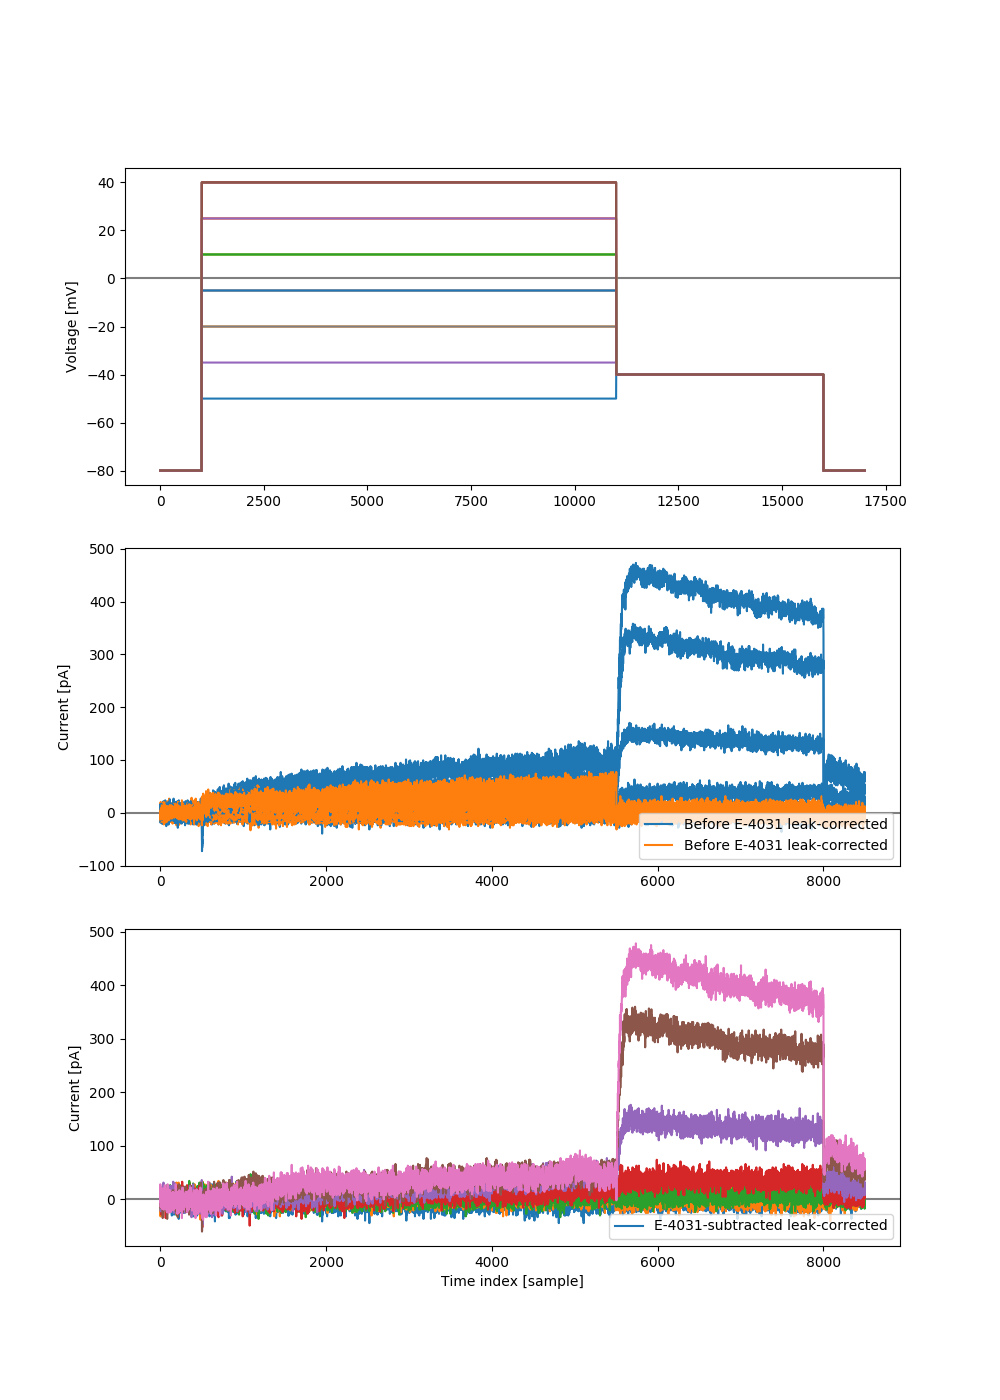 40
20
0
−20
−40
−60
−80
Voltage [mV]
0 2500 5000 7500 10000 12500 15000 17500
500
400
300
200
100
0
−100
Current [pA]
Before E-4031 leak-corrected
Before E-4031 leak-corrected
0 2000 4000 6000 8000
500
400
300
200
100
0
Current [pA]
E-4031-subtracted leak-corrected
0 2000 4000 6000 8000
Time index [sample]